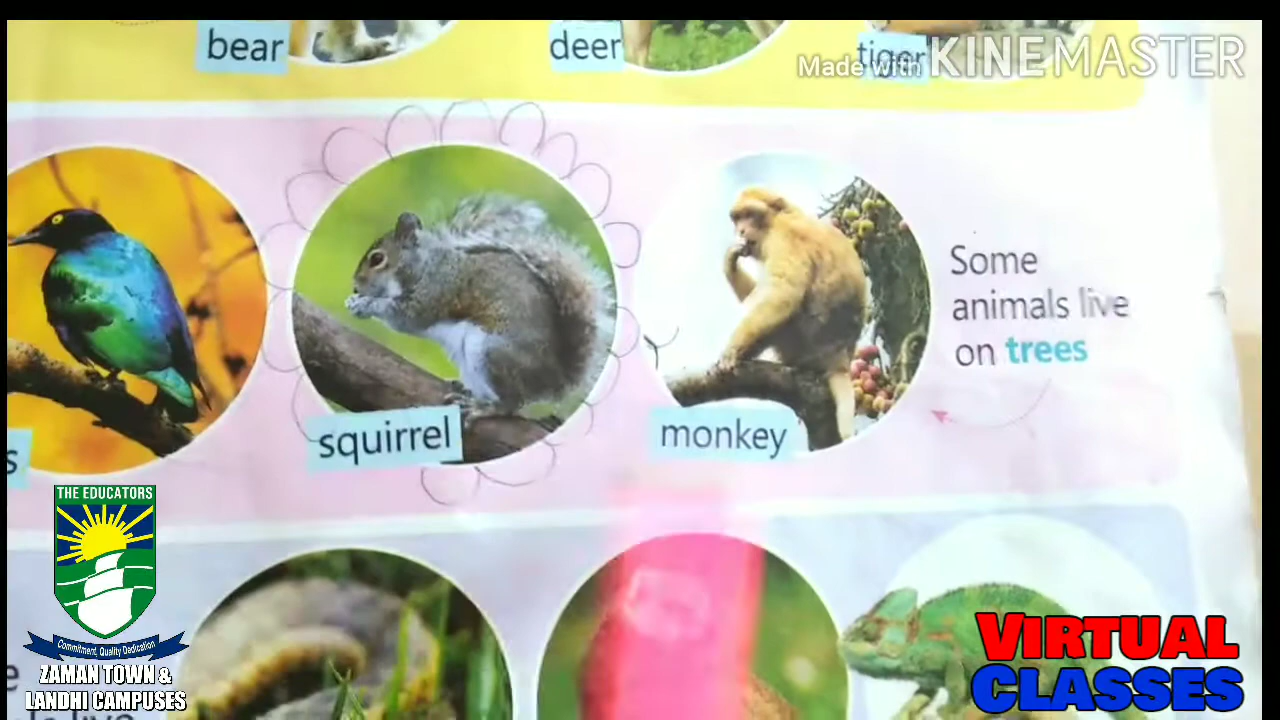 bear
deer
tiger
Made with KINEMASTER
Some
animals live
on trees
squirrel
monkey
THE EDUCATORS
Commitment, Quality Dedication
ZAMAN TOWN &
LANDHI CAMPUSES
VIRTUAL
CLASSES